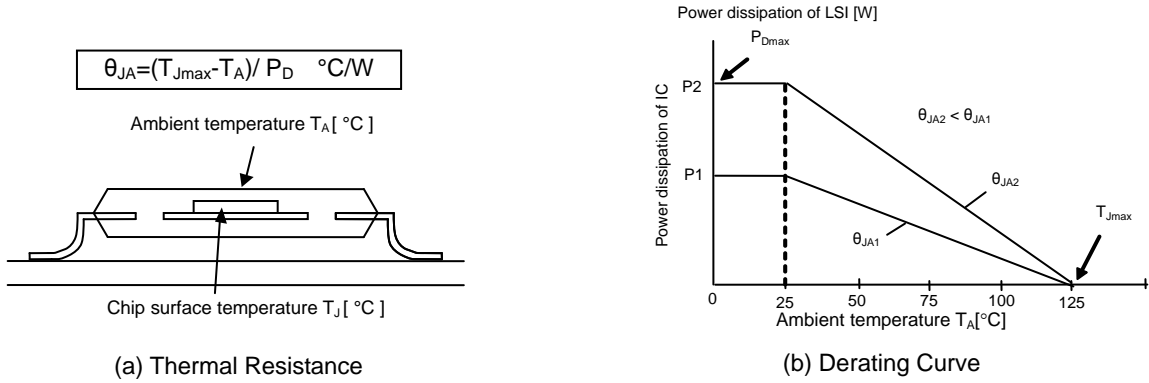 θJA=(TJmax-TA)/ PD °C/W
Ambient temperature TA[ °C ]
Chip surface temperature TJ[ °C ]
(a) Thermal Resistance
Power dissipation of LSI [W]
PDmax
P2
θJA2 < θJA1
Power dissipation of IC
P1
θJA2
TJmax
θJA1
0 25 50 75 100 125
Ambient temperature TA[°C]
(b) Derating Curve